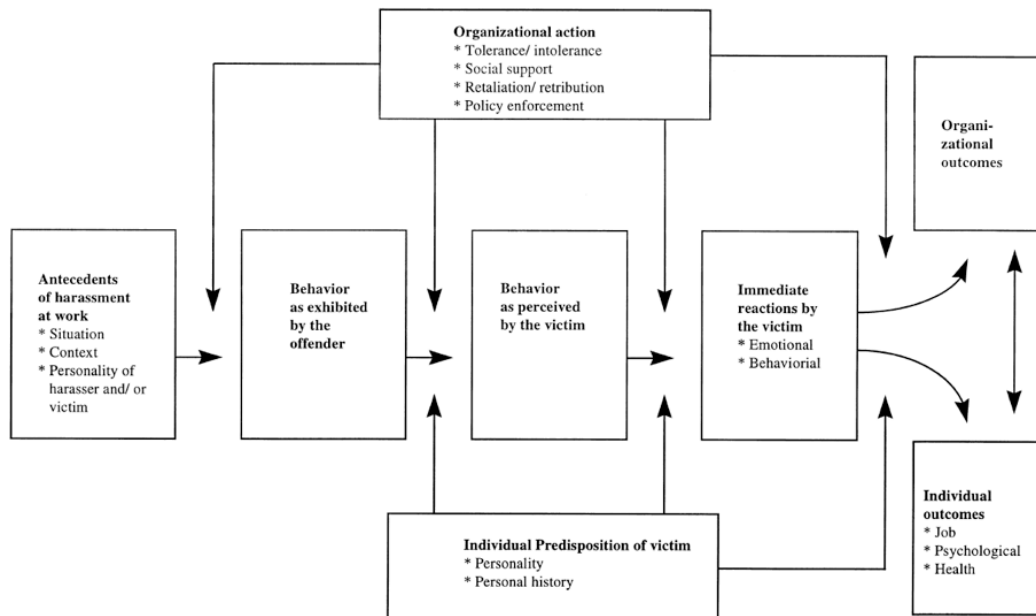 Organizational action
* Tolerance/ intolerance
* Social support
* Retaliation/ retribution
* Policy enforcement
Organi-
zational
outcomes
Antecedents
of harassment
at work
* Situation
* Context
* Personality of
harasser and/ or
victim
Behavior
as exhibited by
the offender
Behavior
as perceived
by the victim
Immediate
reactions by
the victim
* Emotional
* Behaviorial
Individual
outcomes
* Job
* Psychological
* Health
Individual Predisposition of victim
* Personality
* Personal history